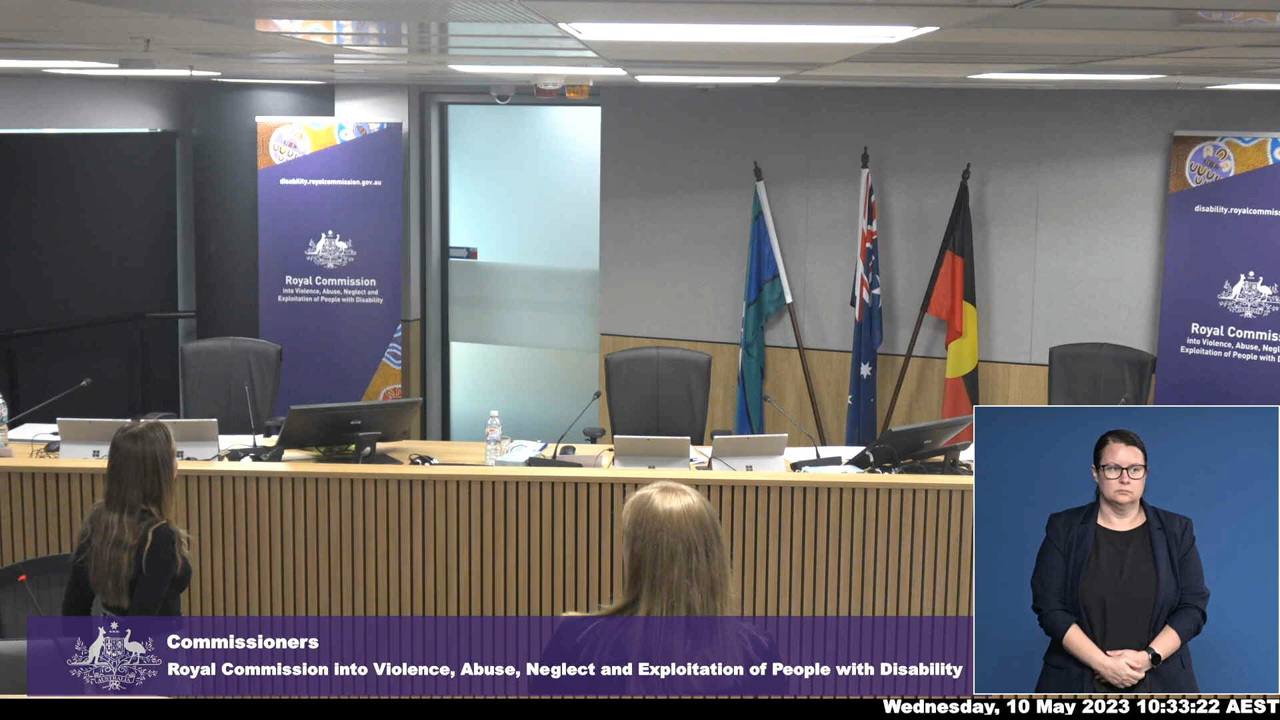 disability.royalcommission.gov.au
Royal Commission
into Violence, Abuse, Neglect and
Exploitation of People with Disability
disability.royalcommiss
Royal Commiss
into Violence, Abuse, Negl
Exploitation of People with D
Commissioners
Royal Commission into Violence, Abuse, Neglect and Exploitation of People with Disability
AUSTRALIA
Wednesday, 10 May 2023 10:33:22 AEST